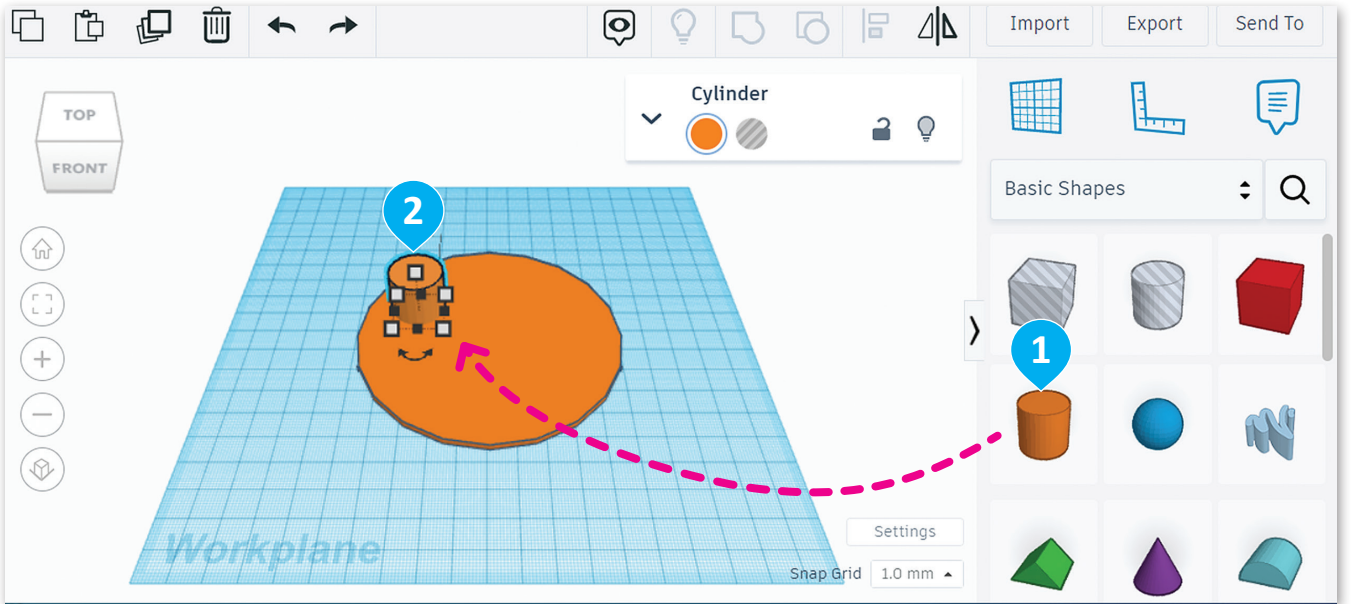 Import
Export
Send To
TOP
FRONT
Cylinder
Basic Shapes
2
1
Workplane
Settings
Snap Grid
1.0 mm